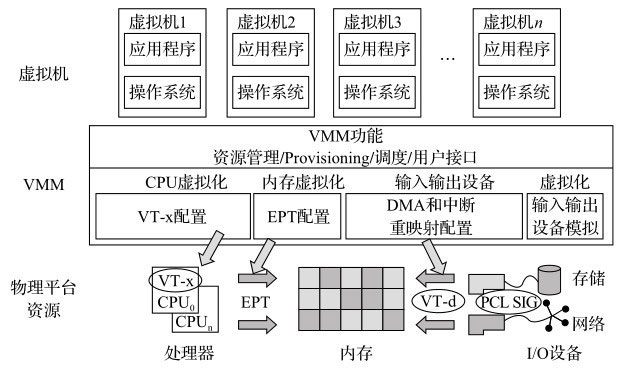 虚拟机1 虚拟机2 虚拟机3 虚拟机n
应用程序 应用程序 应用程序 … 应用程序
虚拟机
操作系统 操作系统 操作系统 操作系统
VMM功能
资源管理/Provisioning/调度/用户接口
VMM
CPU虚拟化 内存虚拟化 输入输出设备 虚拟化
VT-x配置 EPT配置
DMA和中断
重映射配置
输入输出
设备模拟
物理平台
资源
VT-x
CPU0
CPUn
EPT
VT-d
PCL SIG
存储
网络
处理器 内存 I/O设备